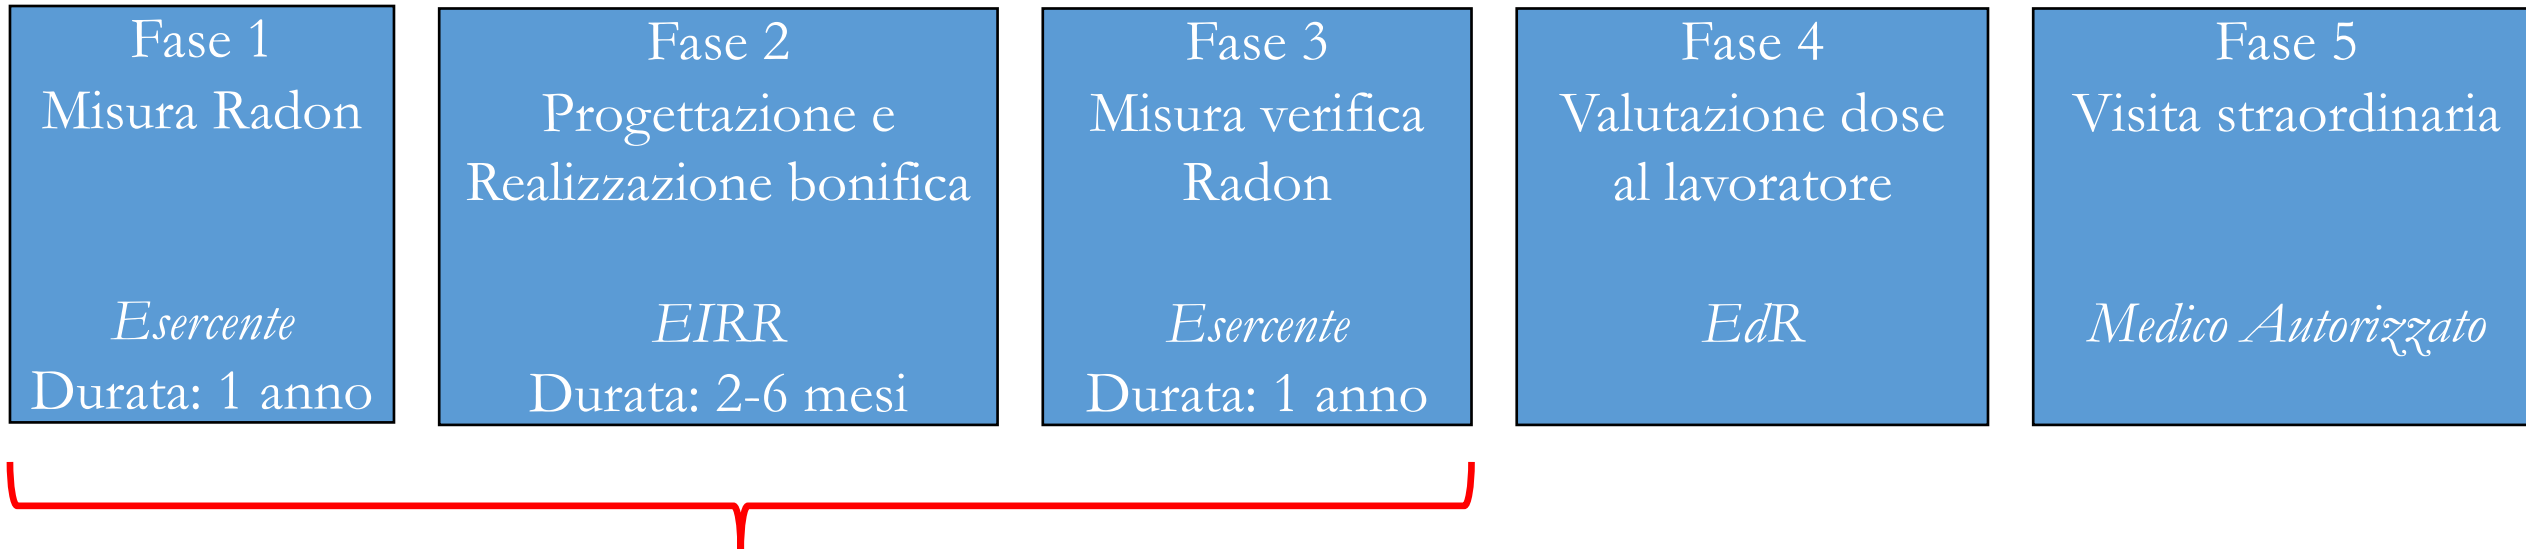 Fase 1
Misura Radon
Esercente
Durata: 1 anno
Fase 2
Progettazione e
Realizzazione bonifica
EIRR
Durata: 2-6 mesi
Fase 3
Misura verifica
Radon
Esercente
Durata: 1 anno
Fase 4
Valutazione dose
al lavoratore
EdR
Fase 5
Visita straordinaria
Medico Autorizzato